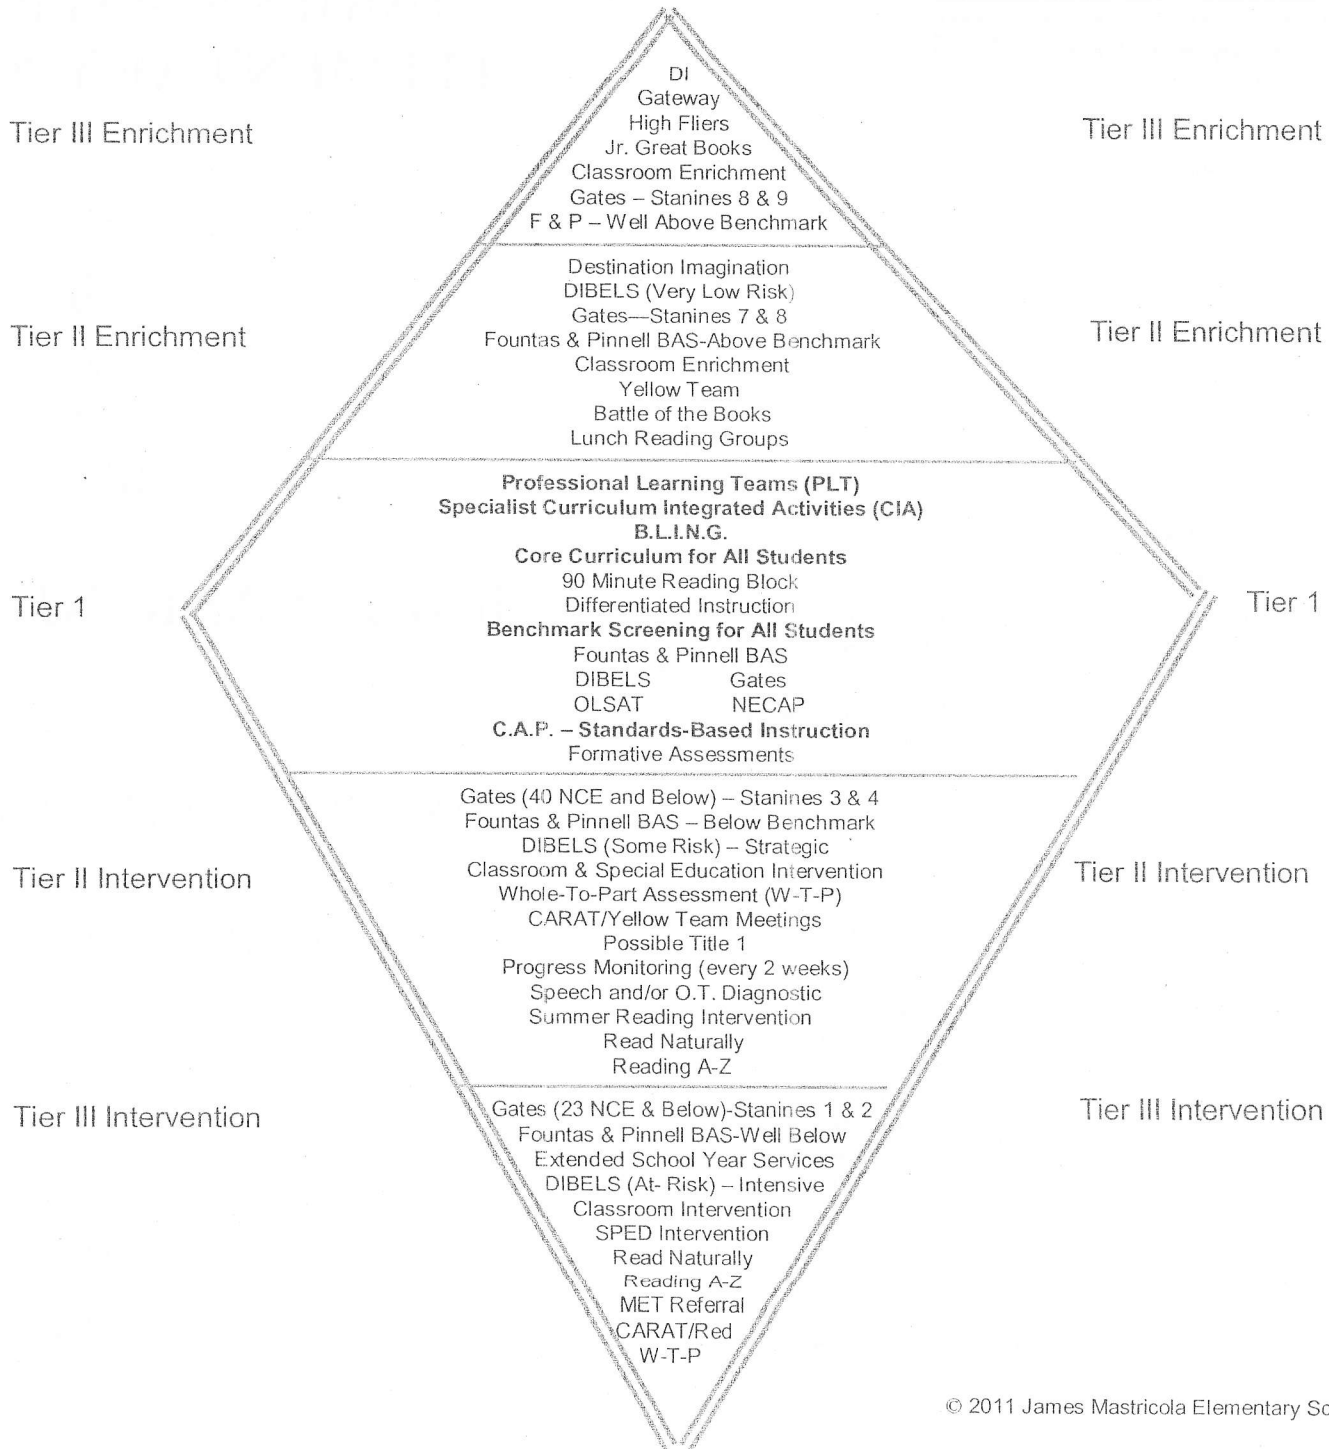 DI
Gateway
High Fliers
Jr. Great Books
Classroom Enrichment
Gates – Stanines 8 & 9
F & P – Well Above Benchmark
Tier III Enrichment
Tier III Enrichment
Destination Imagination
DIBELS (Very Low Risk)
Gates—Stanines 7 & 8
Fountas & Pinnell BAS-Above Benchmark
Classroom Enrichment
Yellow Team
Battle of the Books
Lunch Reading Groups
Tier II Enrichment
Tier II Enrichment
Professional Learning Teams (PLT)
Specialist Curriculum Integrated Activities (CIA)
B.L.I.N.G.
Core Curriculum for All Students
90 Minute Reading Block
Differentiated Instruction
Benchmark Screening for All Students
Fountas & Pinnell BAS
DIBELS Gates
OLSAT NECAP
C.A.P. – Standards-Based Instruction
Formative Assessments
Tier 1
Tier 1
Gates (40 NCE and Below) – Stanines 3 & 4
Fountas & Pinnell BAS – Below Benchmark
DIBELS (Some Risk) – Strategic
Classroom & Special Education Intervention
Whole-To-Part Assessment (W-T-P)
CARAT/Yellow Team Meetings
Possible Title 1
Progress Monitoring (every 2 weeks)
Speech and/or O.T. Diagnostic
Summer Reading Intervention
Read Naturally
Reading A-Z
Tier II Intervention
Tier II Intervention
Gates (23 NCE & Below)-Stanines 1 & 2
Fountas & Pinnell BAS-Well Below
Extended School Year Services
DIBELS (At- Risk) – Intensive
Classroom Intervention
SPED Intervention
Read Naturally
Reading A-Z
MET Referral
CARAT/Red
W-T-P
Tier III Intervention
Tier III Intervention
© 2011 James Mastricola Elementary Sc